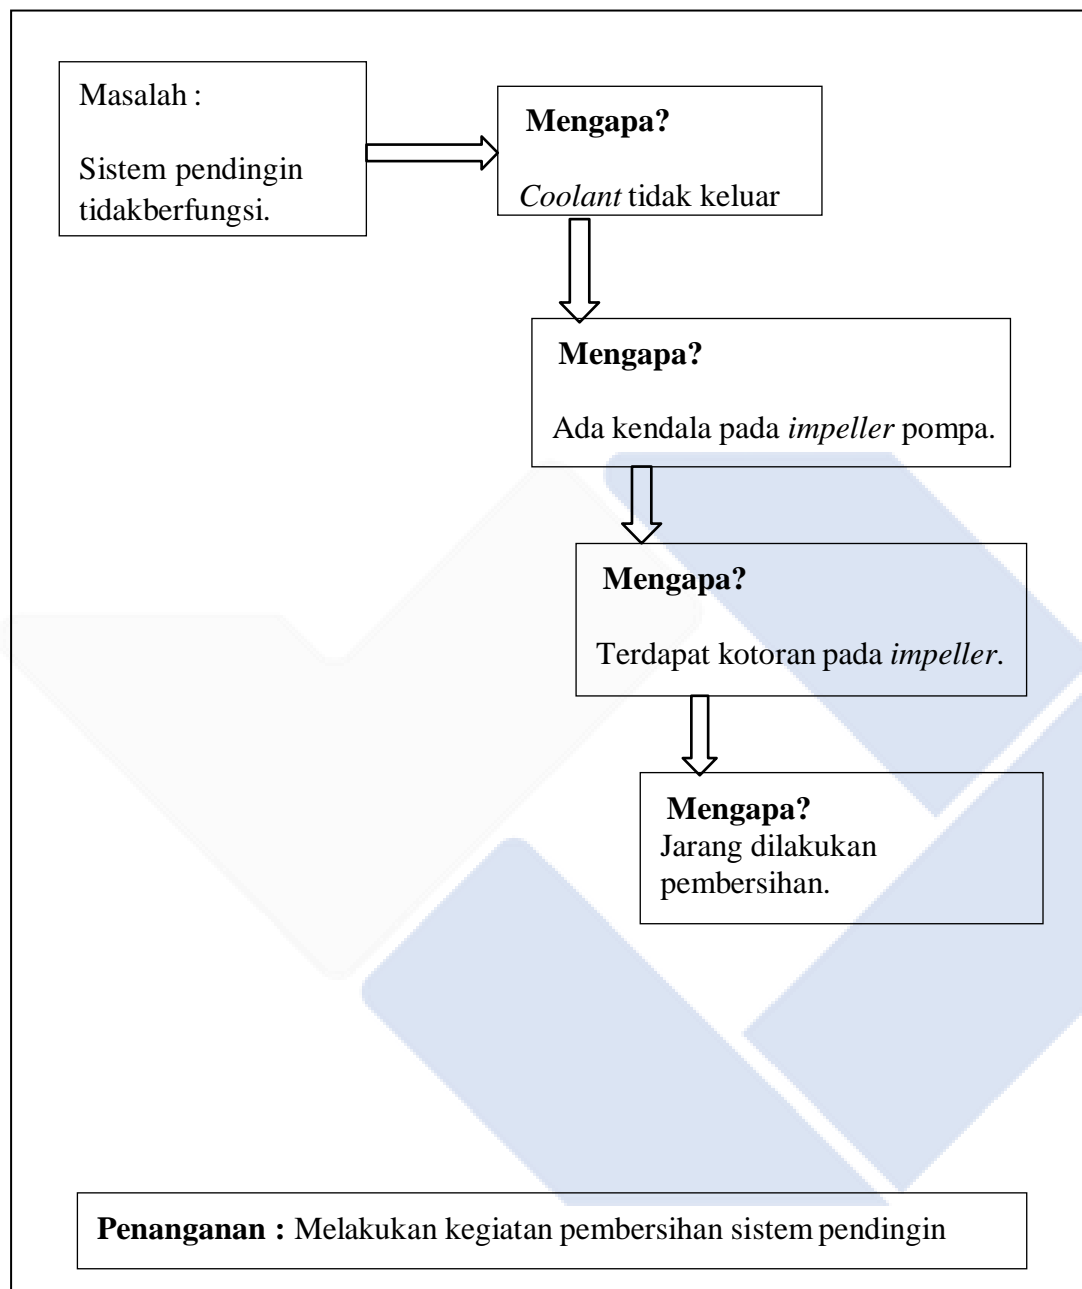 Masalah :
Sistem pendingin
tidakberfungsi.
Mengapa?
Coolant tidak keluar
Mengapa?
Ada kendala pada impeller pompa.
Mengapa?
Terdapat kotoran pada impeller.
Mengapa?
Jarang dilakukan
pembersihan.
Penanganan : Melakukan kegiatan pembersihan sistem pendingin